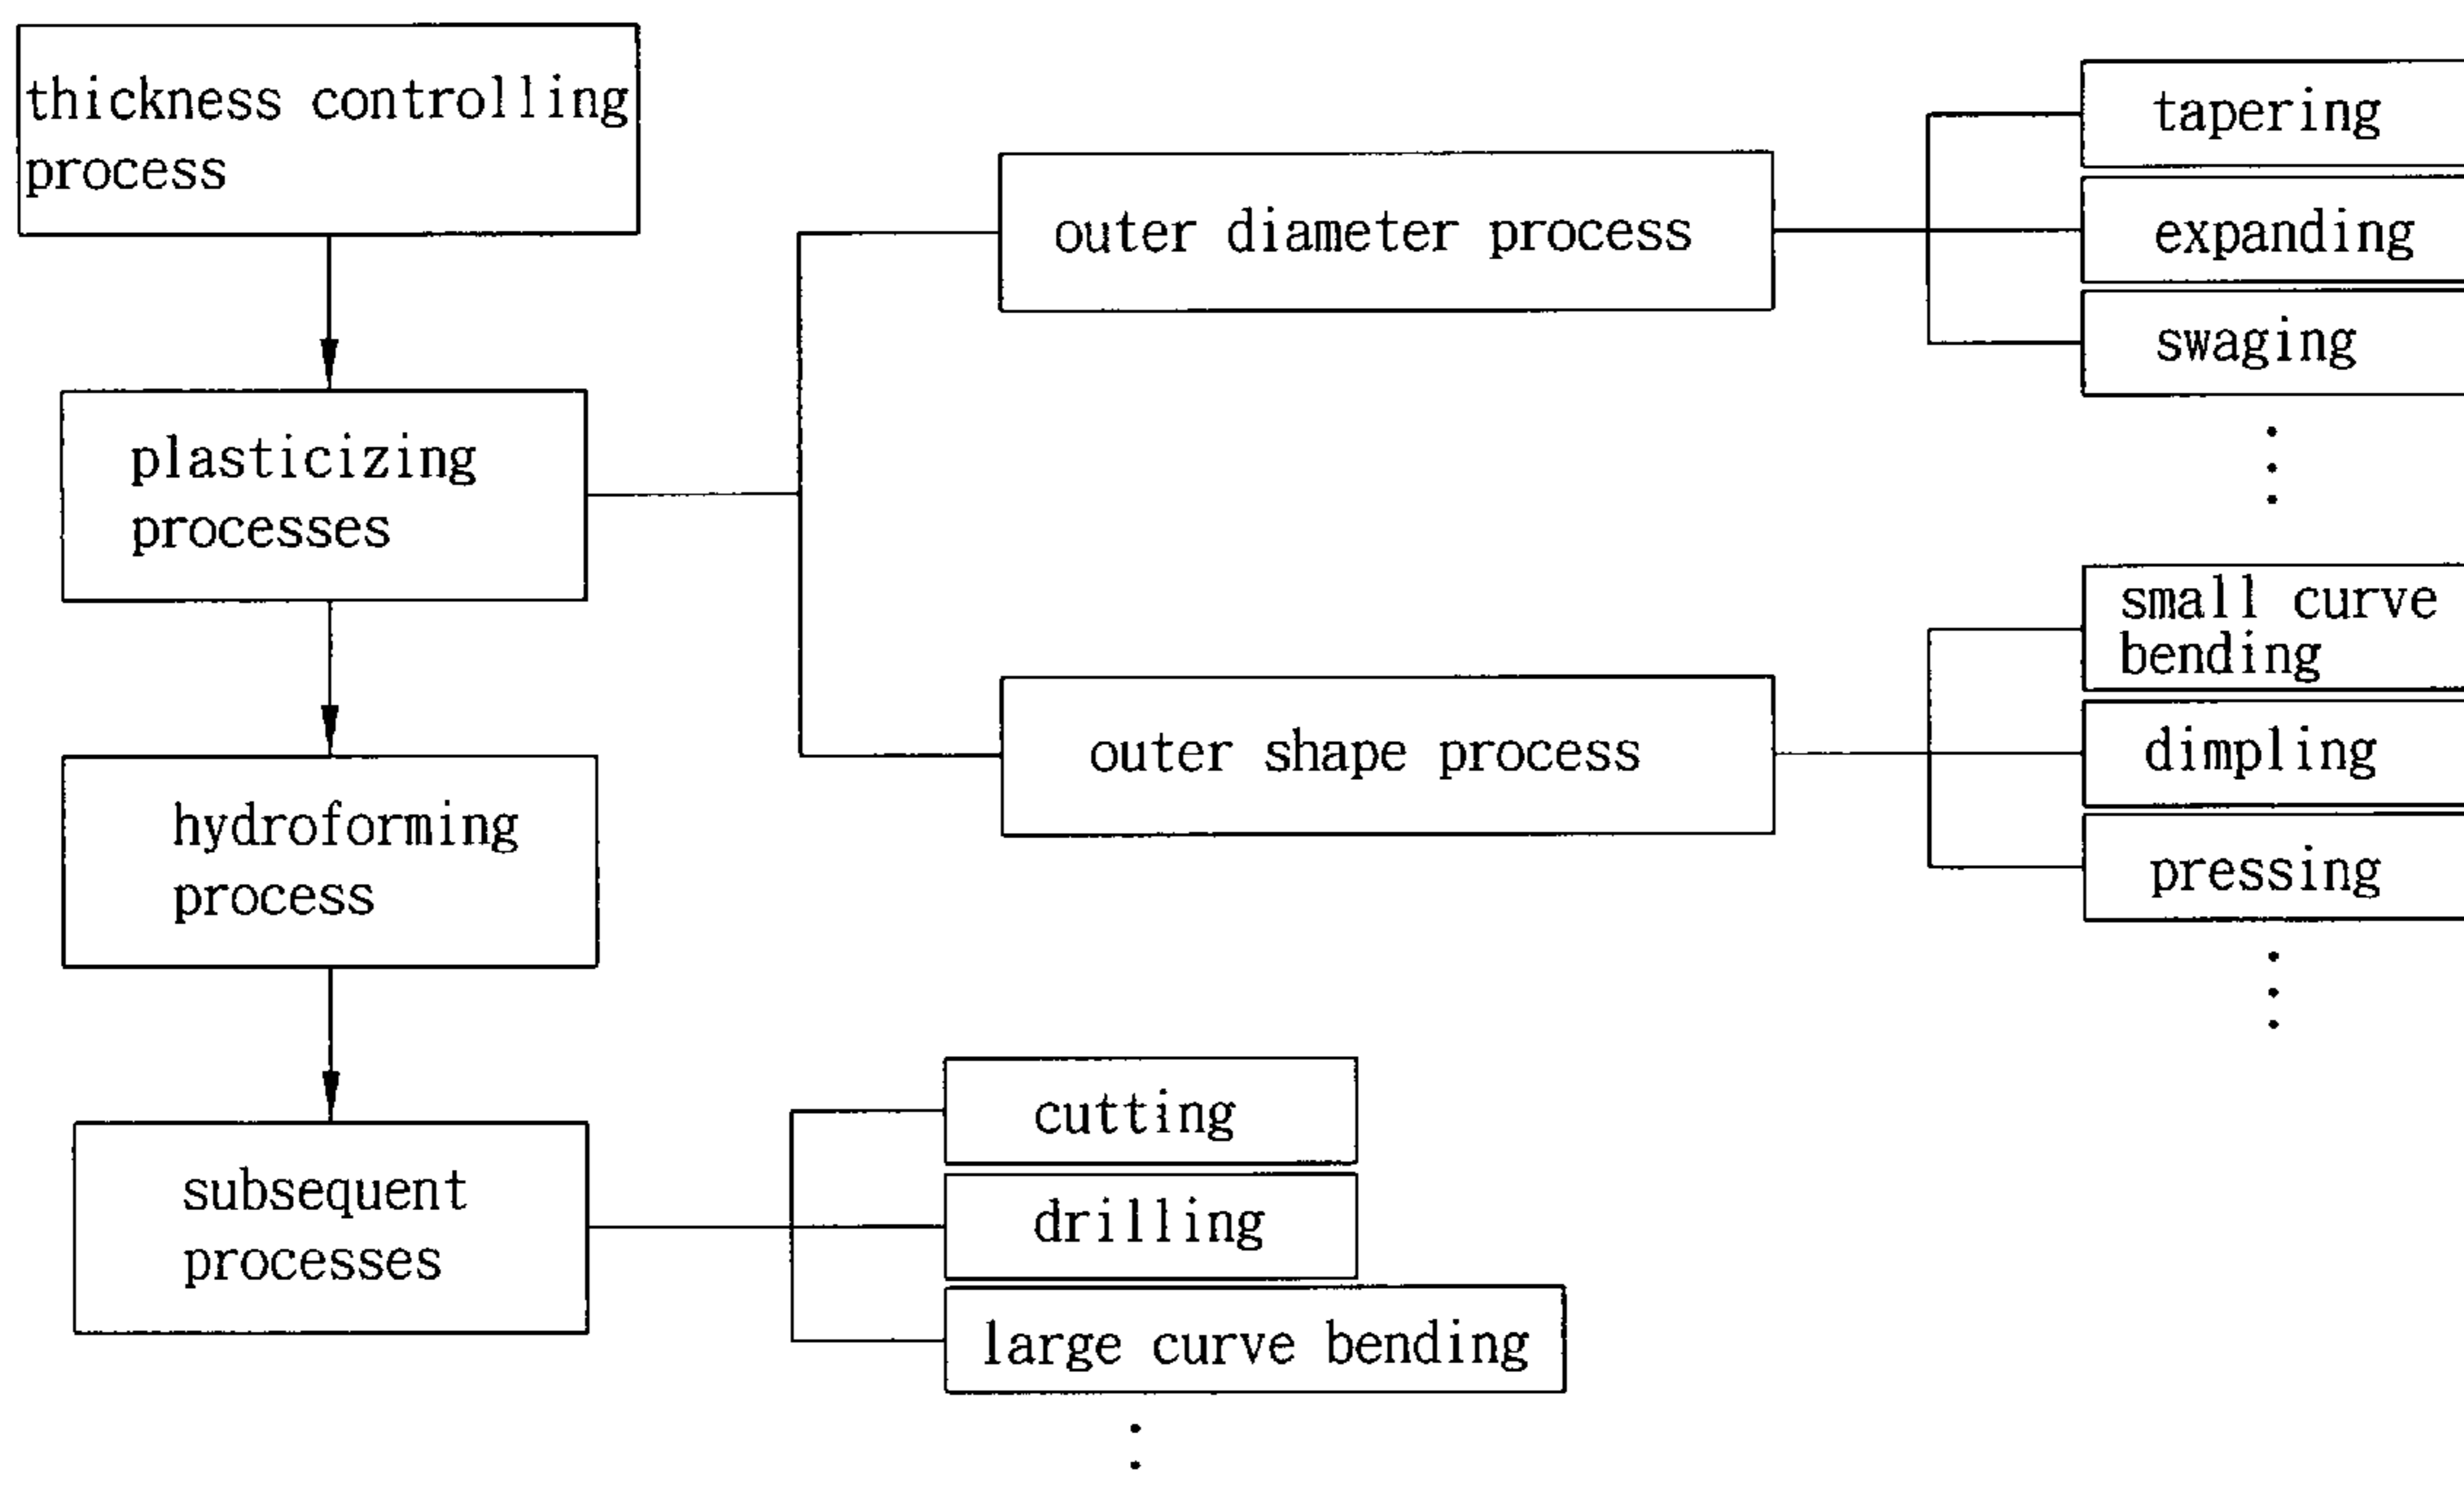 thickness controlling
process
plasticizing
processes
hydroforming
process
subsequent
processes
outer diameter process
tapering
expanding
swaging
outer shape process
small curve
bending
dimpling
pressing
cutting
drilling
large curve bending